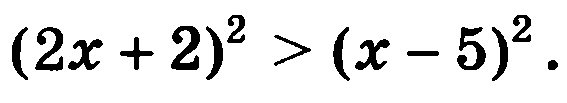 (2x + 2)² > (x − 5)².